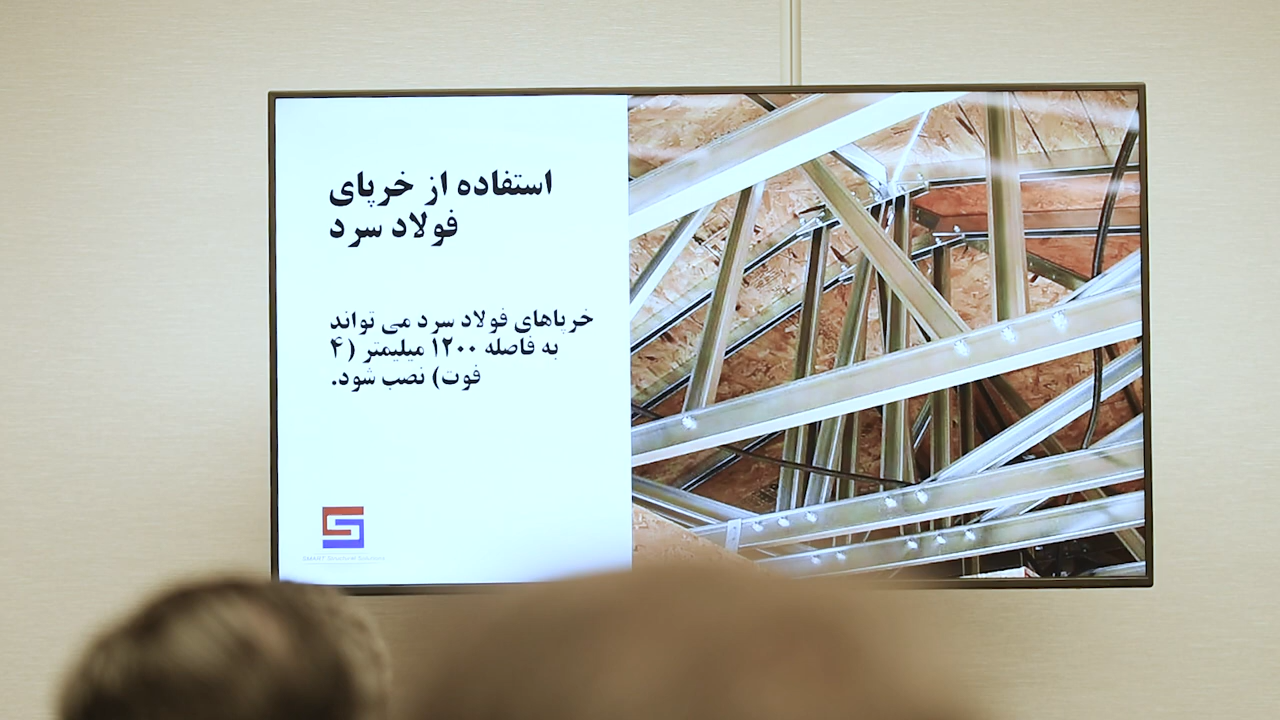 استفاده از خرپای
فولاد سرد
خرپاهای فولاد سرد می تواند
به فاصله ۱۲۰۰ میلیمتر (۴
فوت) نصب شود.